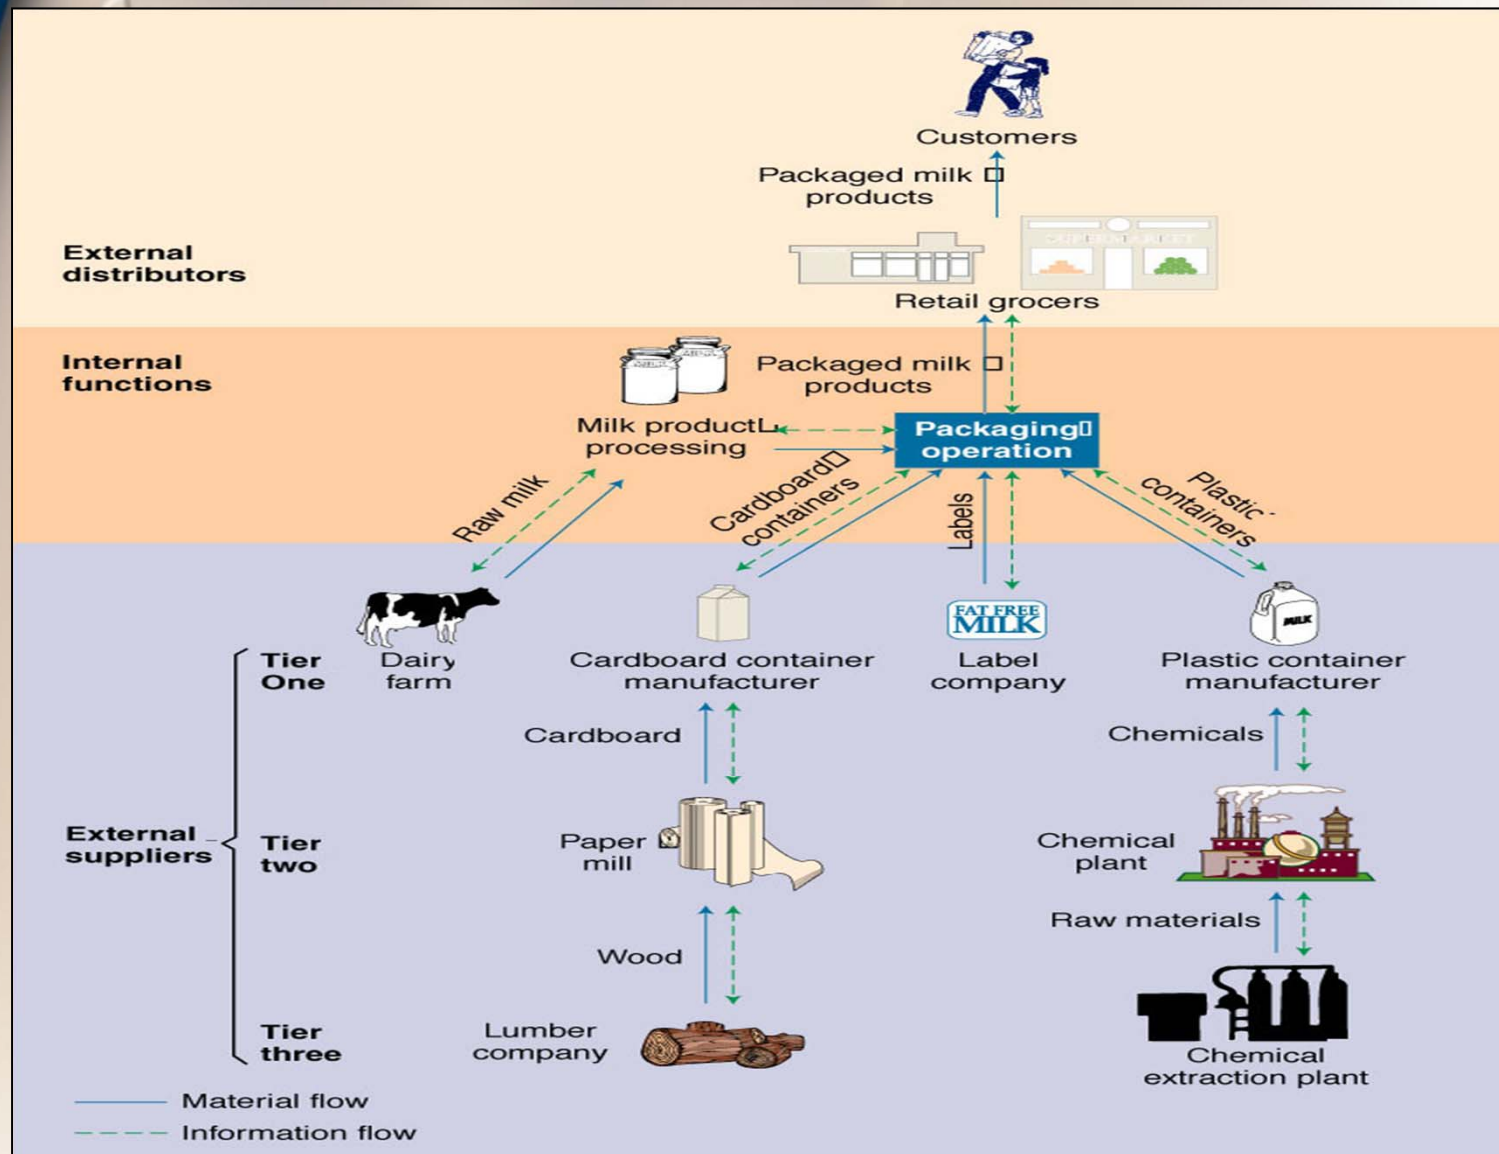 Customers
Packaged milk
products
External
distributors
SUPERMARKET
Retail grocers
Internal
functions
Packaged milk
products
Milk product
processing
Packaging
operation
Raw milk
Cardboard
containers
Labels
Plastic
containers
FAT FREE
MILK
MILK
Tier
One
Dairy
farm
Cardboard container
manufacturer
Label
company
Plastic container
manufacturer
Cardboard
Chemicals
External
suppliers
Tier
two
Paper
mill
Chemical
plant
Wood
Raw materials
Tier
three
Lumber
company
Chemical
extraction plant
Material flow
Information flow